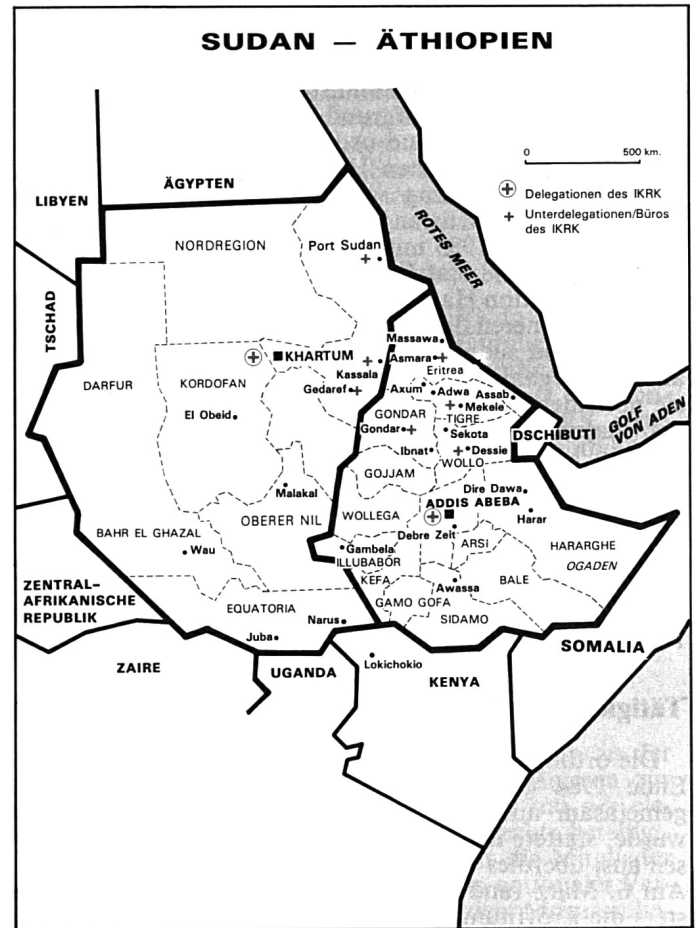 SUDAN — ÄTHIOPIEN
0 500 km.
Delegationen des IKRK
Unterdelegationen/Büros
des IKRK
LIBYEN
ÄGYPTEN
ROTES MEER
NORDREGION
Port Sudan
TSCHAD
Massawa
KHARTUM
Kassala
Asmara
Eritrea
DARFUR
KORDOFAN
Gedaref
Axum
Adwa
Assab
Mekele
El Obeid
GONDAR
TIGRE
GOLF
VON ADEN
Gondar
Sekota
DSCHIBUTI
Ibnat
Dessie
WOLLO
GOJJAM
Malakal
Dire Dawa
ADDIS ABEBA
OBERER NIL
WOLLEGA
Harar
BAHR EL GHAZAL
Debre Zeit
ARSI
Wau
Gambela
ILLUBABOR
HARARGHE
OGADEN
ZENTRAL-
AFRIKANISCHE
REPUBLIK
KEFA
Awassa
BALE
EQUATORIA
GAMO GOFA
Narus
SIDAMO
Juba
SOMALIA
ZAIRE
UGANDA
Lokichokio
KENYA